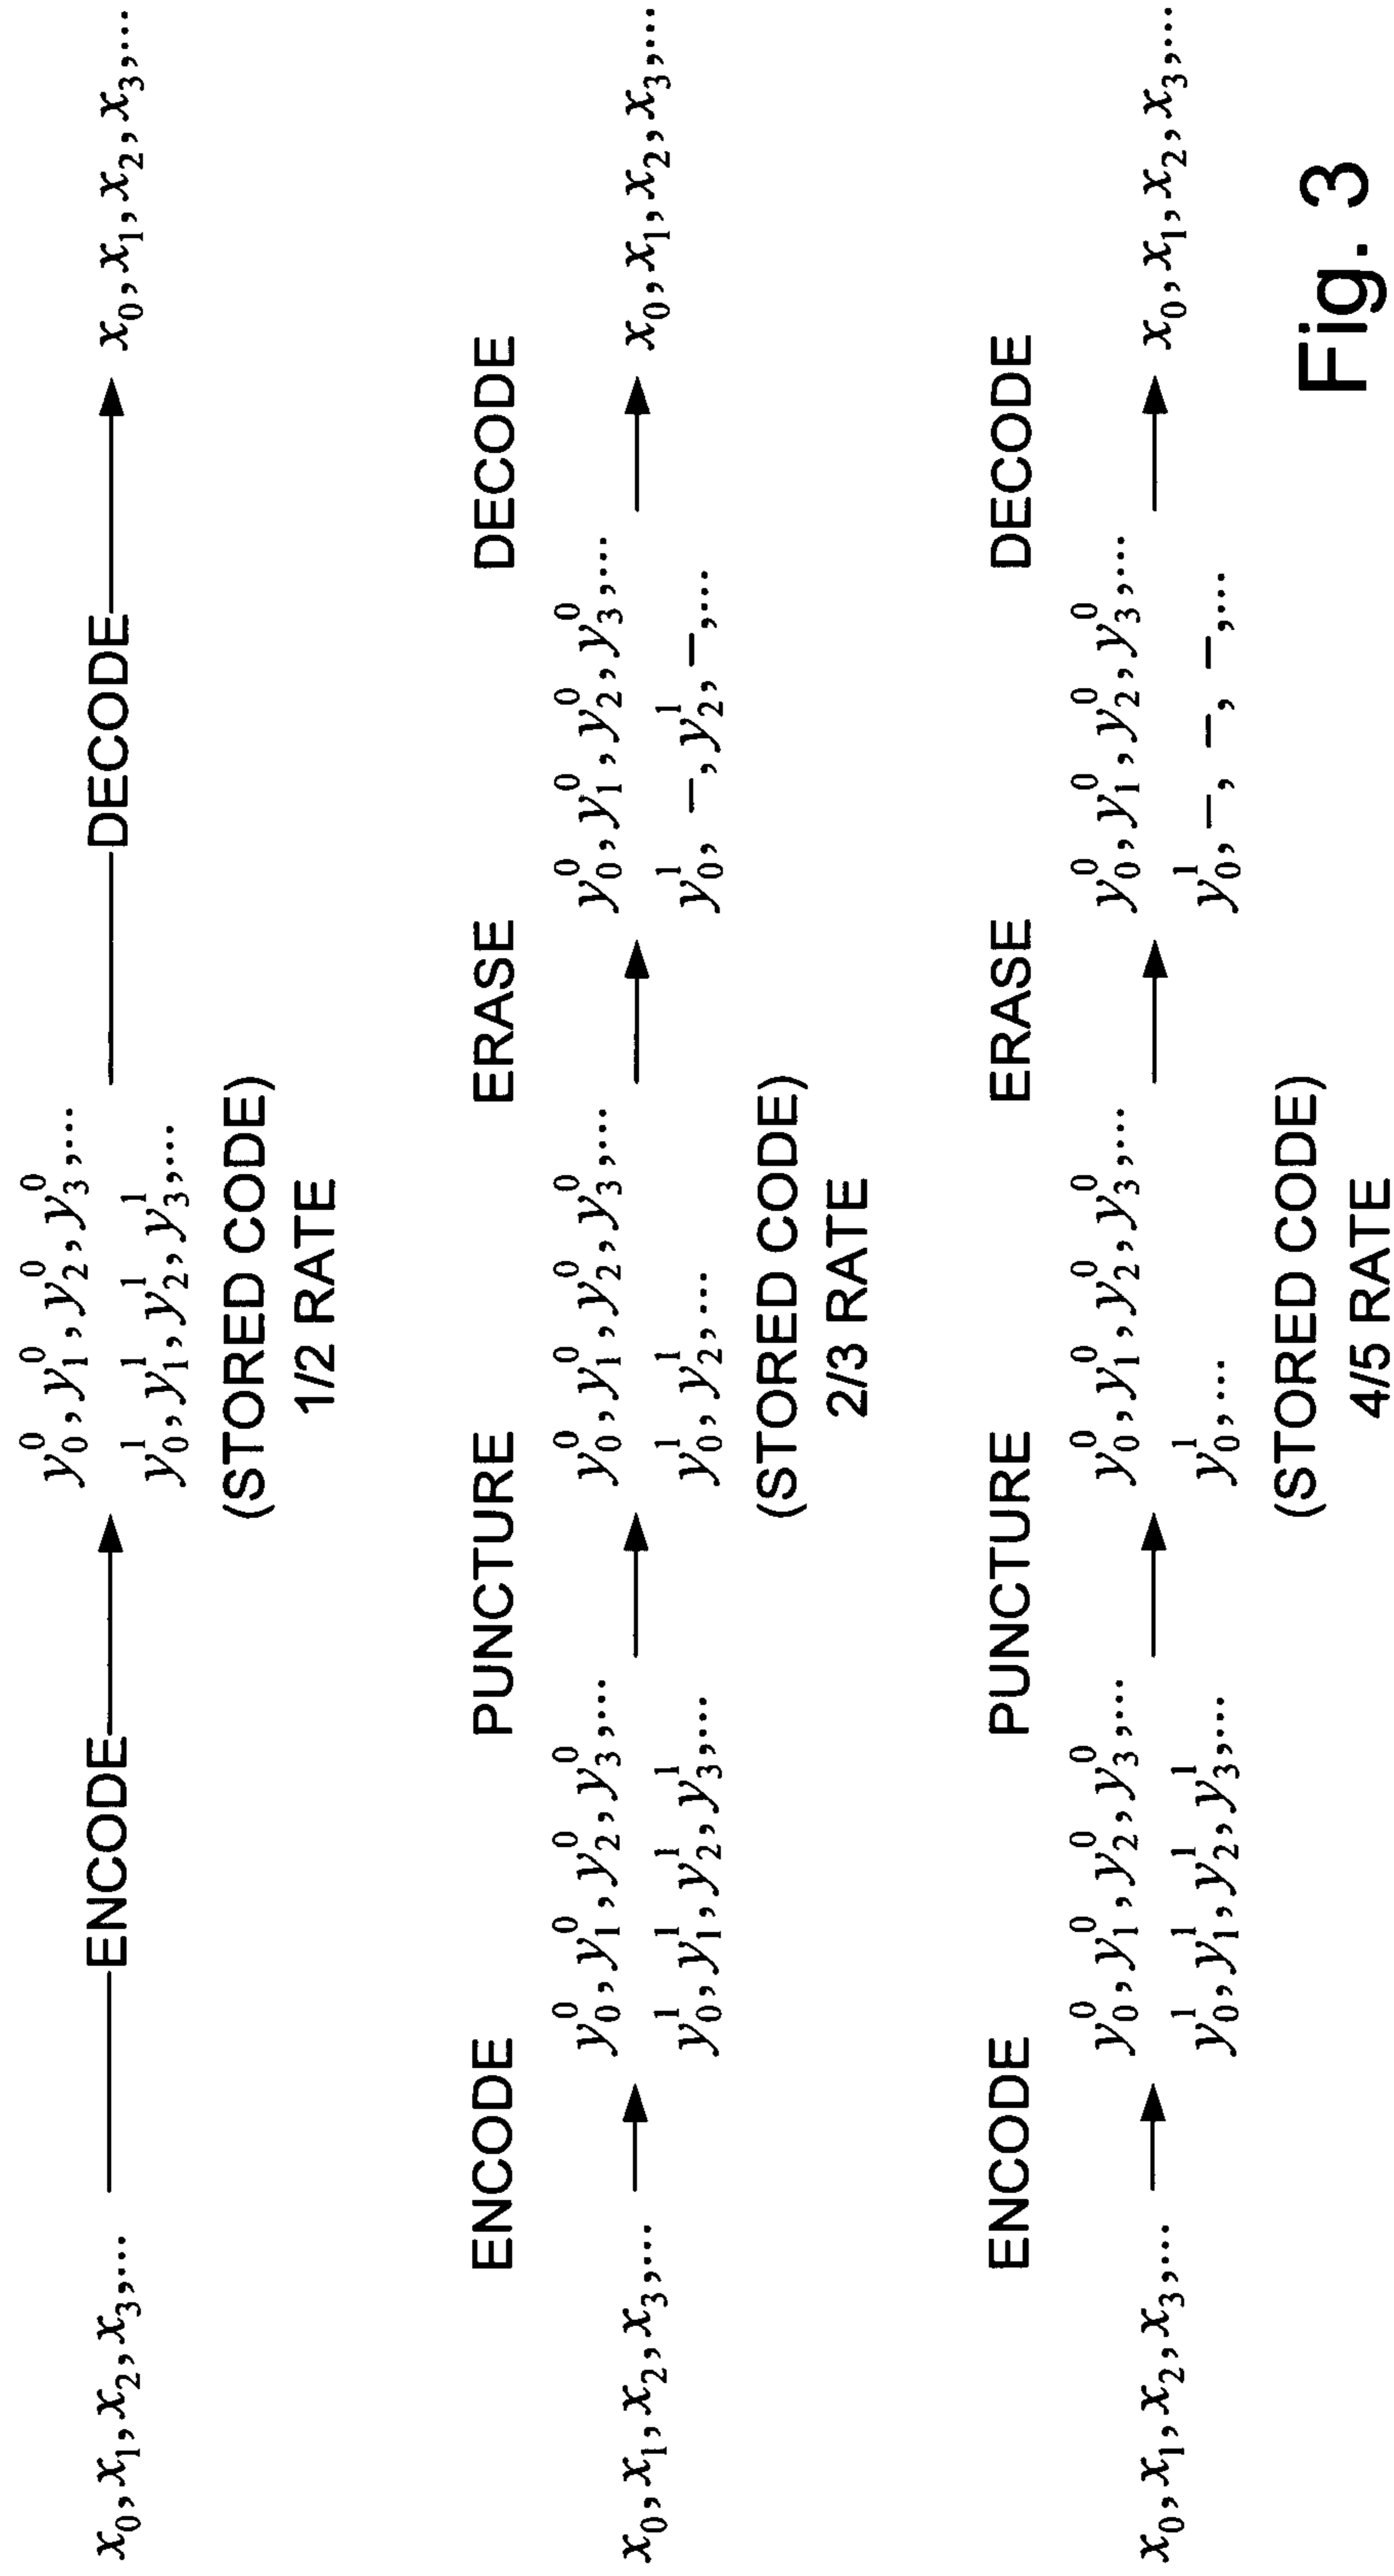 x₀,x₁,x₂,x₃,... ENCODE y₀⁰,y₁⁰,y₂⁰,y₃⁰,... DECODE x₀,x₁,x₂,x₃,...
y₀¹,y₁¹,y₂¹,y₃¹,...
(STORED CODE)
1/2 RATE
ENCODE PUNCTURE ERASE DECODE
x₀,x₁,x₂,x₃,... y₀⁰,y₁⁰,y₂⁰,y₃⁰,... y₀⁰,y₁⁰,y₂⁰,y₃⁰,... y₀⁰,y₁⁰,y₂⁰,y₃⁰,... x₀,x₁,x₂,x₃,...
y₀¹,y₁¹,y₂¹,y₃¹,... y₀¹,y₂¹,... y₀¹, –,y₂¹,–,...
(STORED CODE)
2/3 RATE
ENCODE PUNCTURE ERASE DECODE
x₀,x₁,x₂,x₃,... y₀⁰,y₁⁰,y₂⁰,y₃⁰,... y₀⁰,y₁⁰,y₂⁰,y₃⁰,... y₀⁰,y₁⁰,y₂⁰,y₃⁰,... x₀,x₁,x₂,x₃,...
y₀¹,y₁¹,y₂¹,y₃¹,... y₀¹,... y₀¹,–, –, –,...
(STORED CODE)
4/5 RATE
Fig. 3